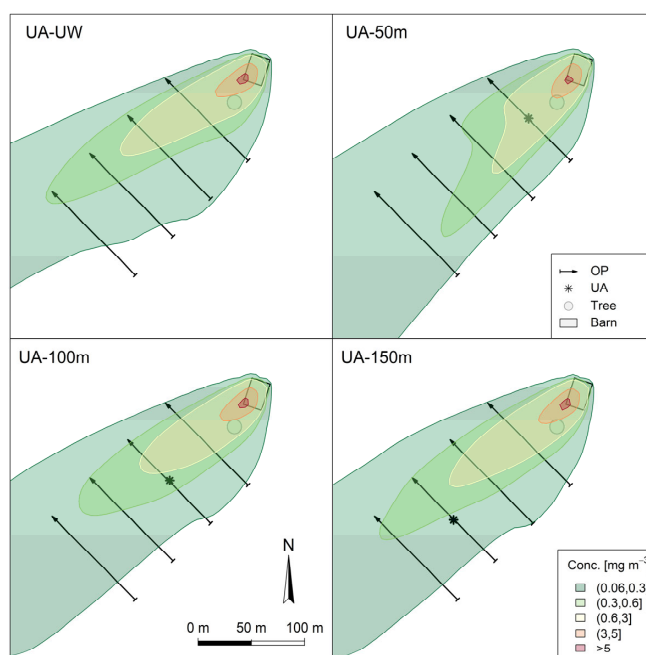 UA-UW
UA-50m
OP
UA
Tree
Barn
UA-100m
UA-150m
N
0 m 50 m 100 m
Conc. [mg m⁻³
(0.06,0.3
(0.3,0.6]
(0.6,3]
(3,5]
>5